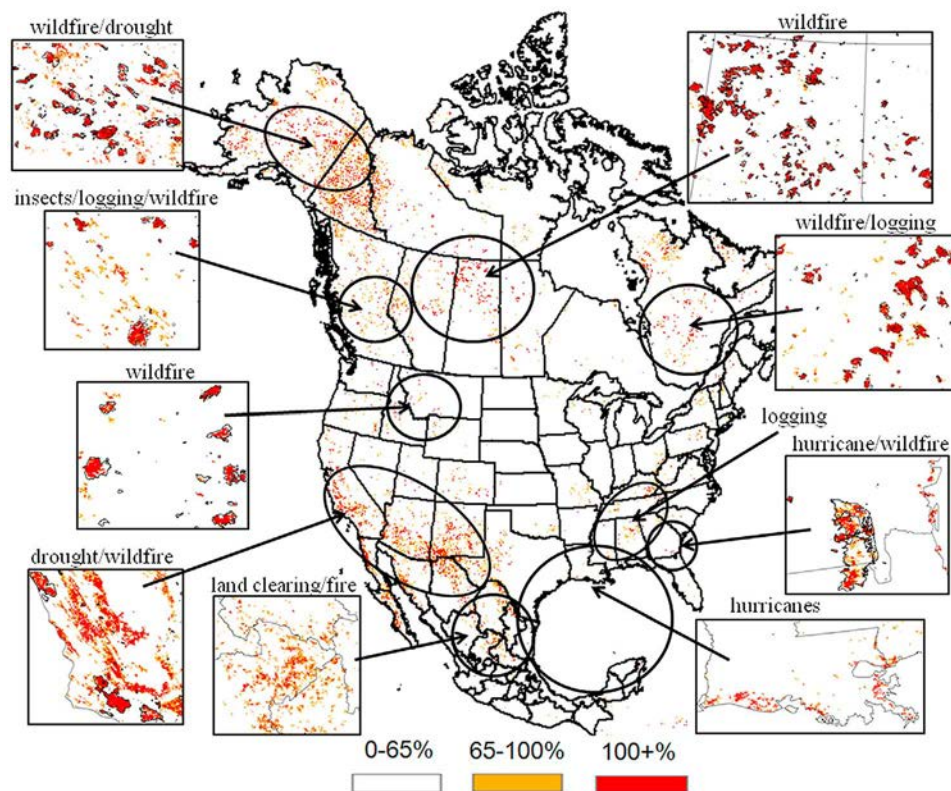 wildfire/drought
wildfire
insects/logging/wildfire
wildfire/logging
wildfire
logging
hurricane/wildfire
drought/wildfire
land clearing/fire
hurricanes
0-65%
65-100%
100+%